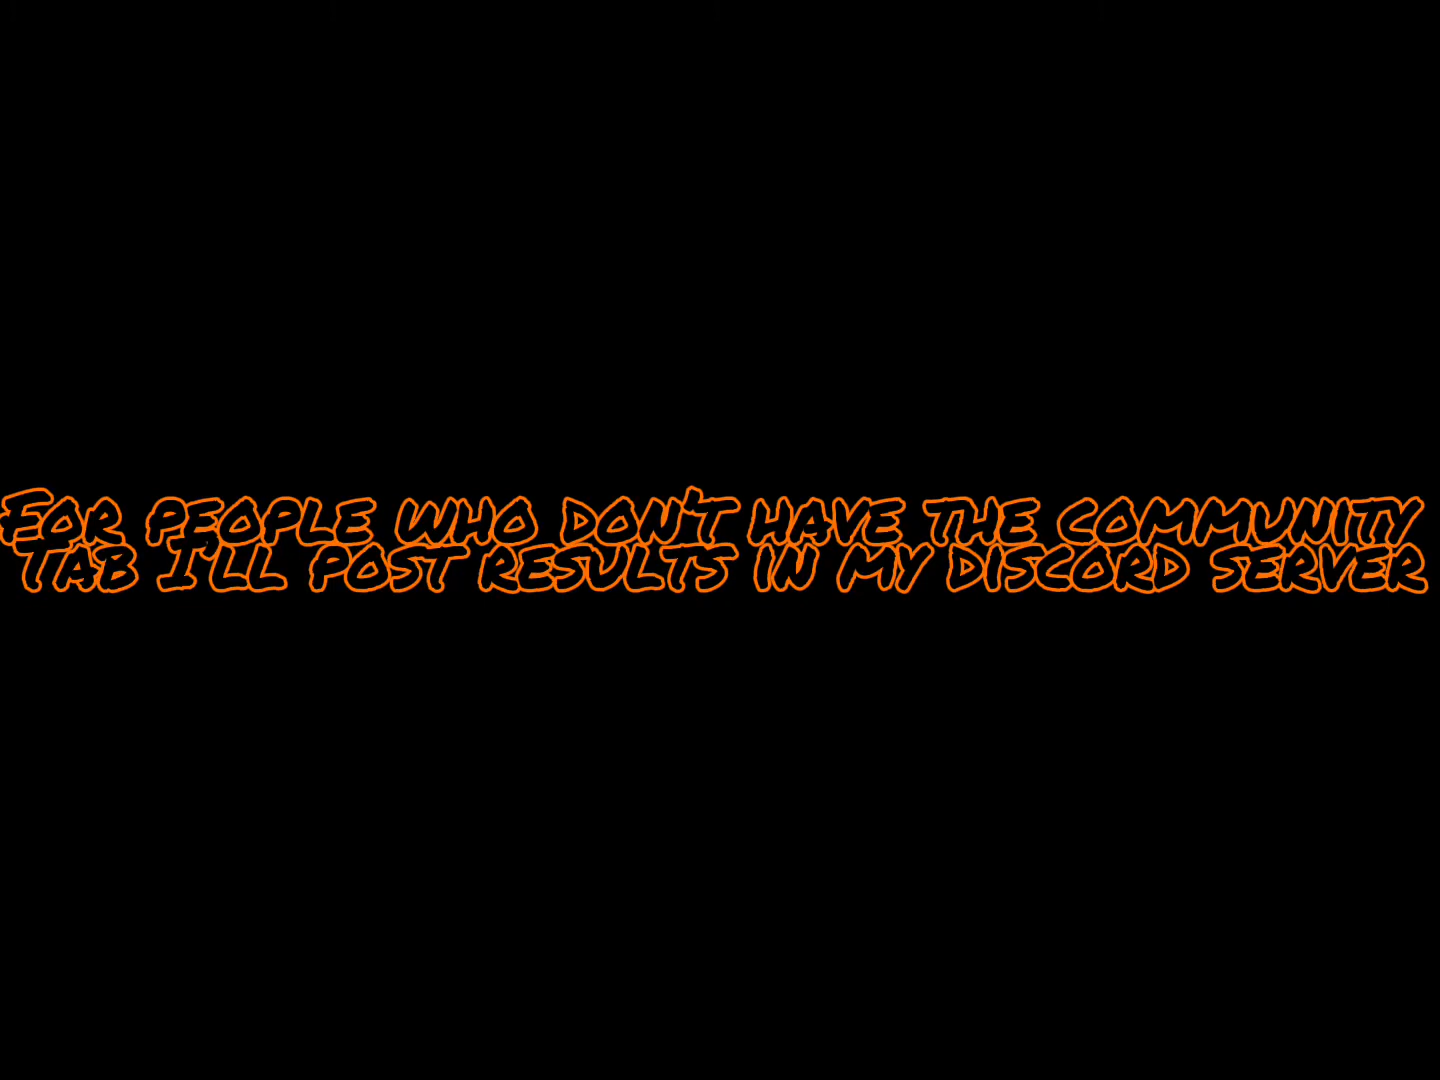 For people who don't have the community
Tab I'll post results in my discord server